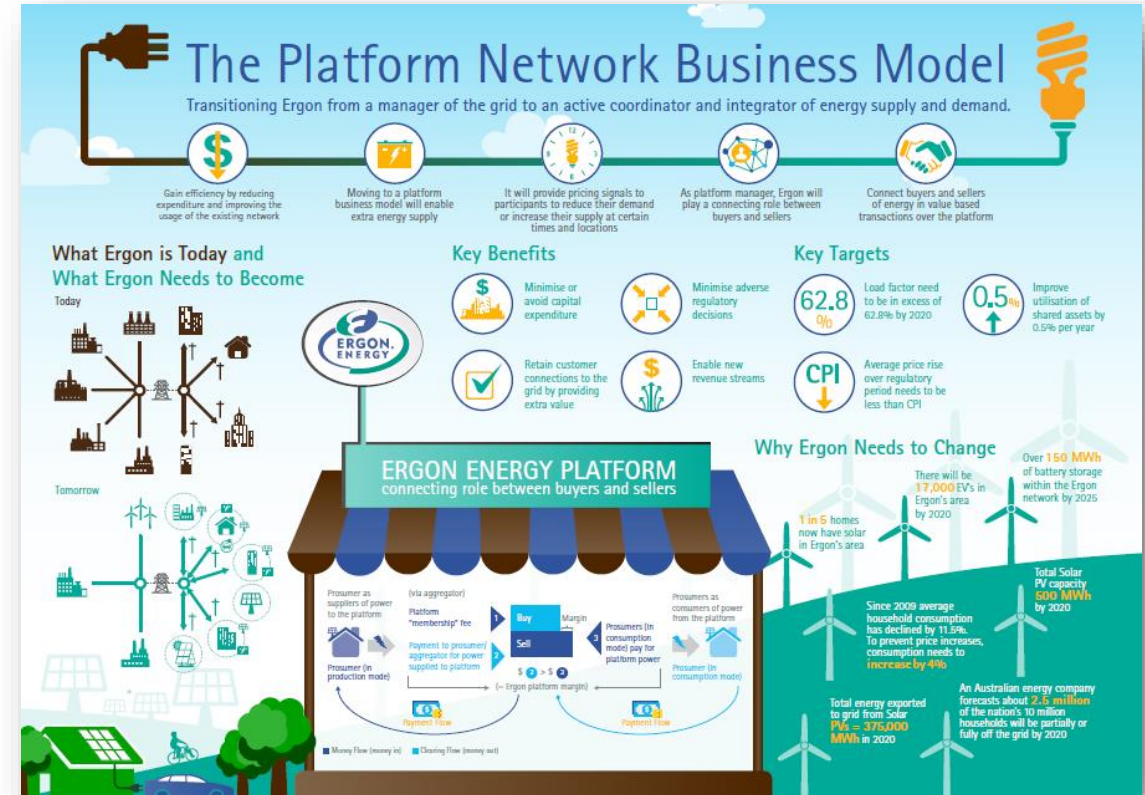 The Platform Network Business Model
Transitioning Ergon from a manager of the grid to an active coordinator and integrator of energy supply and demand.
$
Gain efficiency by reducing
expenditure and improving the
usage of the existing network
Moving to a platform
business model will enable
extra energy supply
12
3
6
9
It will provide pricing signals to
participants to reduce their demand
or increase their supply at certain
times and locations
As platform manager, Ergon will
play a connecting role between
buyers and sellers
Connect buyers and sellers
of energy in value based
transactions over the platform
What Ergon is Today and
What Ergon Needs to Become
Today
Tomorrow
Key Benefits
$
Minimise or
avoid capital
expenditure
Minimise adverse
regulatory
decisions
Retain customer
connections to the
grid by providing
extra value
$
Enable new
revenue streams
Key Targets
62.8
%
Load factor need
to be in excess of
62.8% by 2020
0.5%
Improve
utilisation of
shared assets by
0.5% per year
CPI
Average price rise
over regulatory
period needs to be
less than CPI
ERGON.
ENERGY
ERGON ENERGY PLATFORM
connecting role between buyers and sellers
Prosumer as
suppliers of power
to the platform
Prosumer (in
production mode)
(via aggregator)
Platform
"membership" fee
Payment to prosumer/
aggregator for power
supplied to platform
1
2
Buy
Sell
Margin
3
Prosumers (in
consumption
mode) pay for
platform power
$ 2 > $ 3
(= Ergon platform margin)
Prosumers as
consumers of power
from the platform
Prosumer (in
consumption mode)
Payment Flow
Payment Flow
Money Flow (money in)
Clearing Flow (money out)
Why Ergon Needs to Change
1 in 5 homes
now have solar
in Ergon's area
There will be
17,000 EV's in
Ergon's area
by 2020
Over 150 MWh
of battery storage
within the Ergon
network by 2025
Since 2009 average
household consumption
has declined by 11.5%.
To prevent price increases,
consumption needs to
increase by 4%
Total Solar
PV capacity
500 MWh
by 2020
Total energy exported
to grid from Solar
PVs = 375,000
MWh in 2020
An Australian energy company
forecasts about 2.5 million
of the nation's 10 million
households will be partially or
fully off the grid by 2020